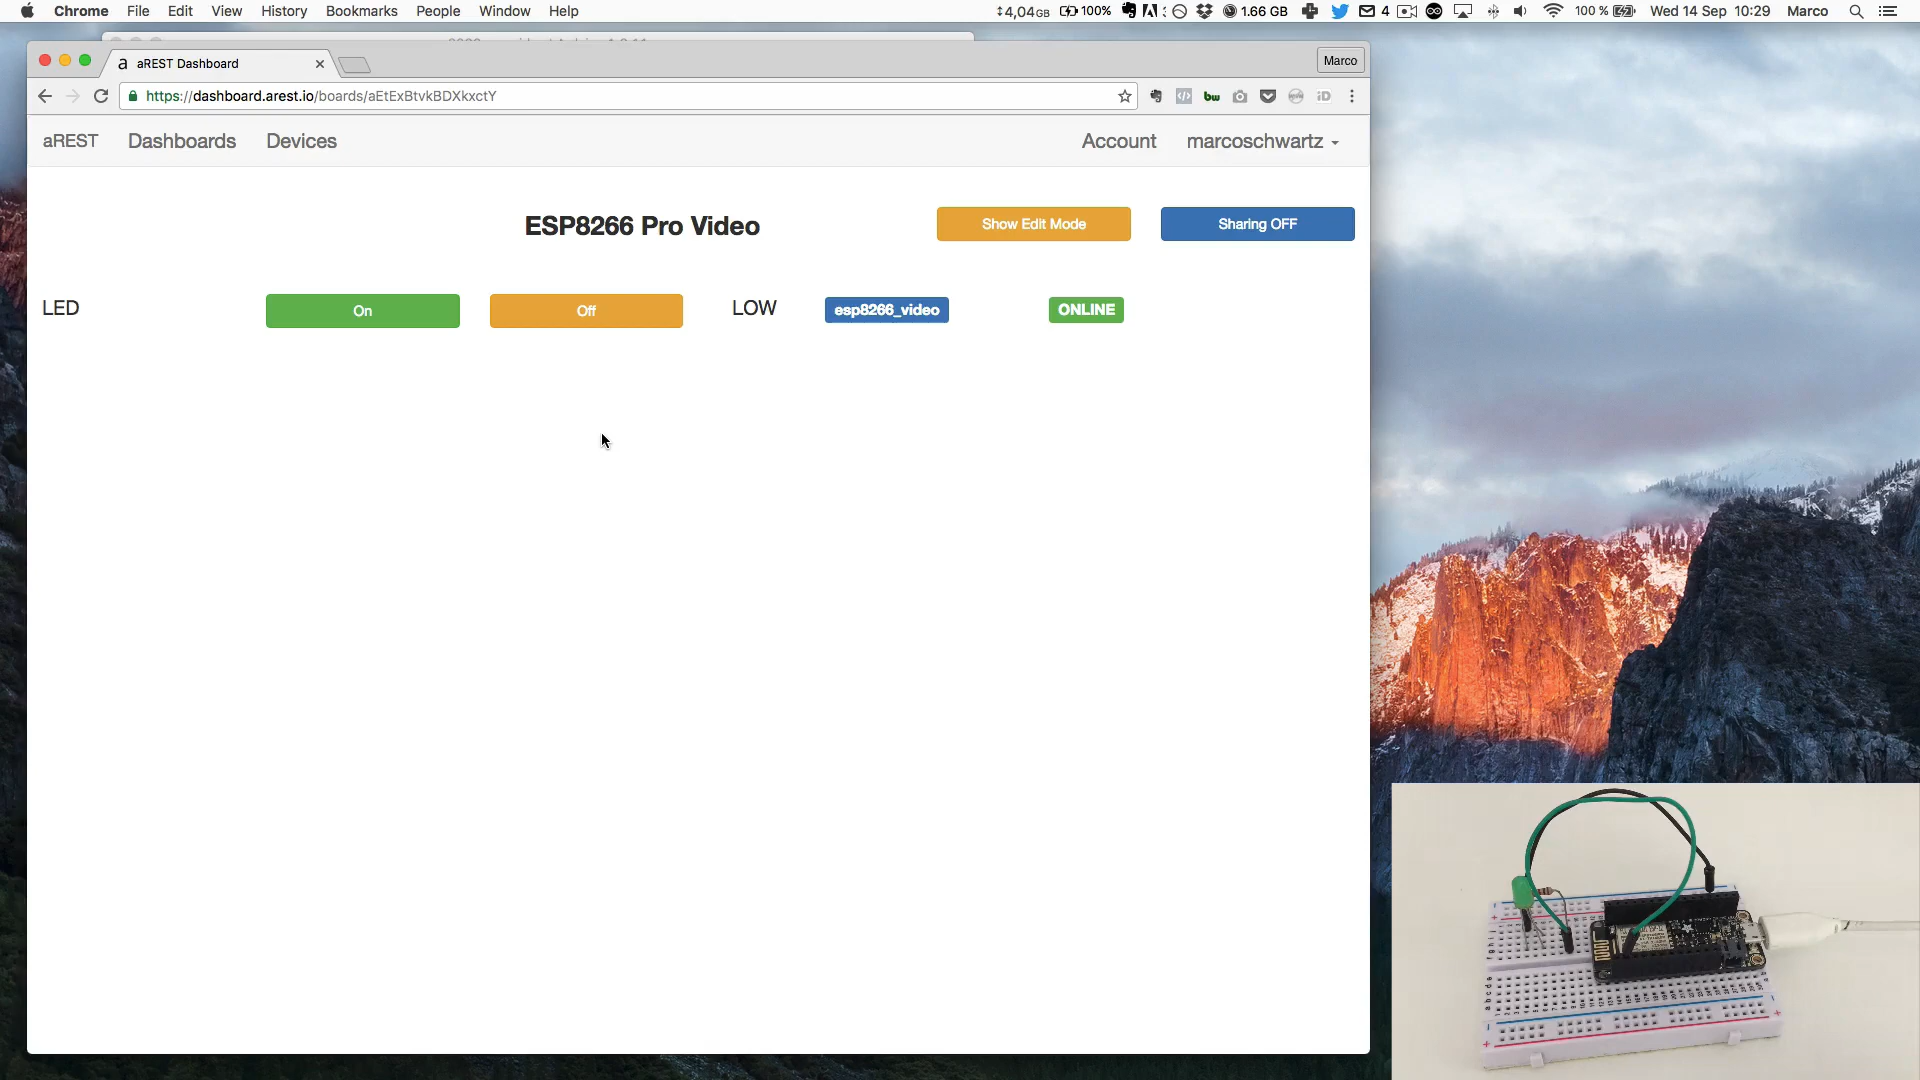 Chrome File Edit View History Bookmarks People Window Help 4,04GB 100% 1.66 GB 4 100 % Wed 14 Sep 10:29 Marco
aREST Dashboard
Marco
https://dashboard.arest.io/boards/aEtExBtvkBDXkxctY
aREST Dashboards Devices Account marcoschwartz
ESP8266 Pro Video Show Edit Mode Sharing OFF
LED On Off LOW esp8266_video ONLINE